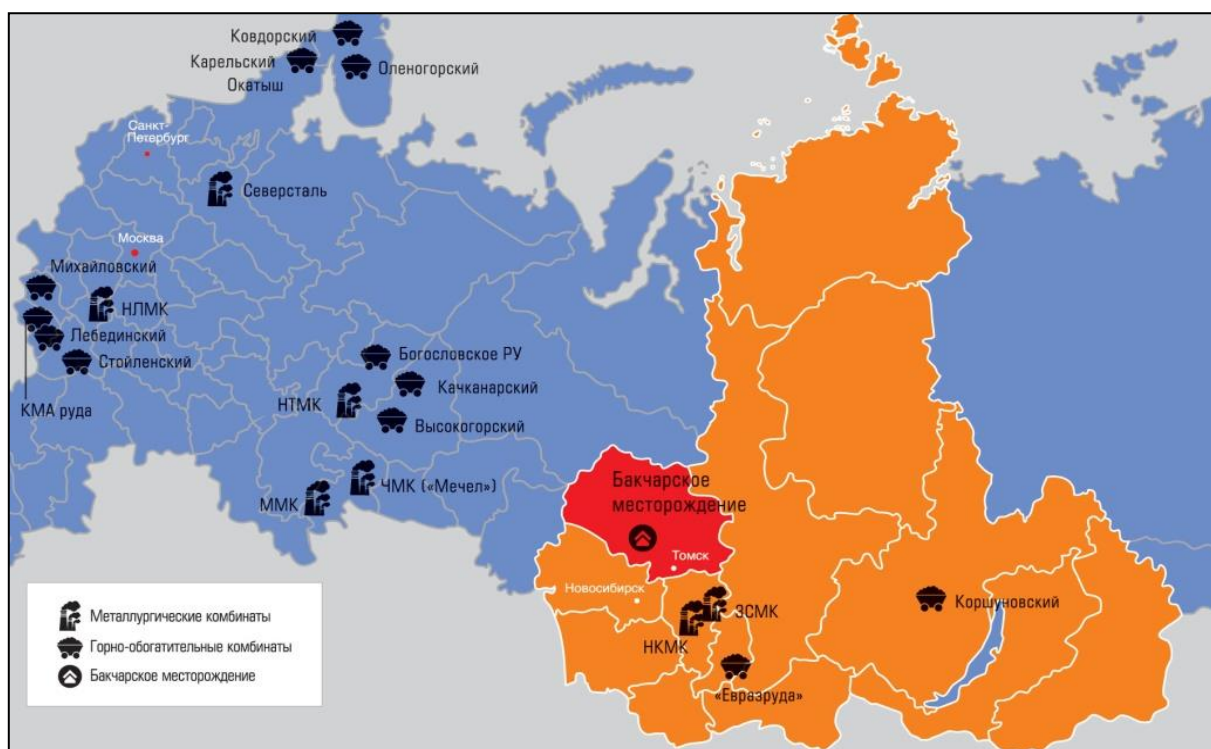 Ковдорский
Карельский
Окатыш
Оленогорский
Санкт-
Петербург
Северсталь
Москва
Михайловский
НЛМК
Лебединский
Стойленский
КМА руда
Богословское РУ
Качканарский
НТМК
Высокогорский
ЧМК («Мечел»)
ММК
Бакчарское
месторождение
Томск
Новосибирск
ЗСМК
НКМК
«Евразруда»
Коршуновский
Металлургические комбинаты
Горно-обогатительные комбинаты
Бакчарское месторождение